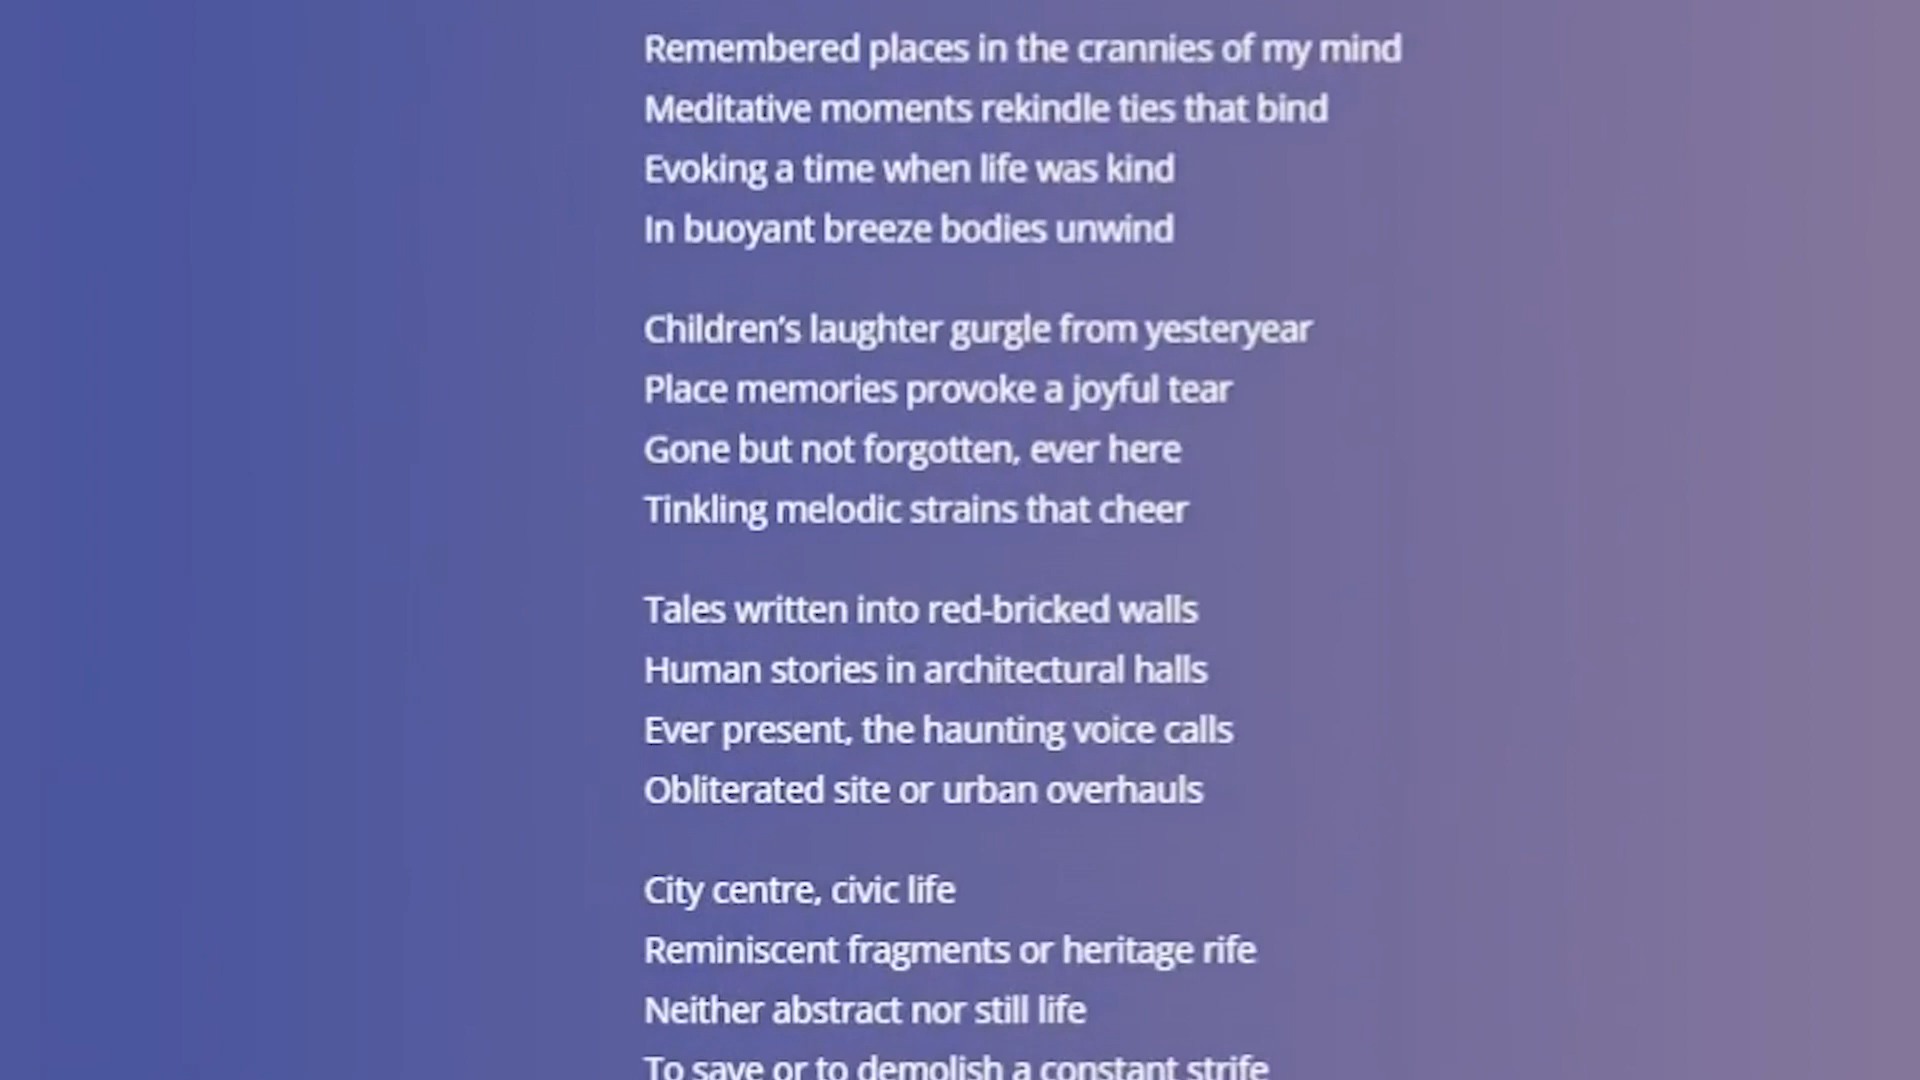 Remembered places in the crannies of my mind
Meditative moments rekindle ties that bind
Evoking a time when life was kind
In buoyant breeze bodies unwind
Children’s laughter gurgle from yesteryear
Place memories provoke a joyful tear
Gone but not forgotten, ever here
Tinkling melodic strains that cheer
Tales written into red-bricked walls
Human stories in architectural halls
Ever present, the haunting voice calls
Obliterated site or urban overhauls
City centre, civic life
Reminiscent fragments or heritage rife
Neither abstract nor still life
To save or to demolish a constant strife